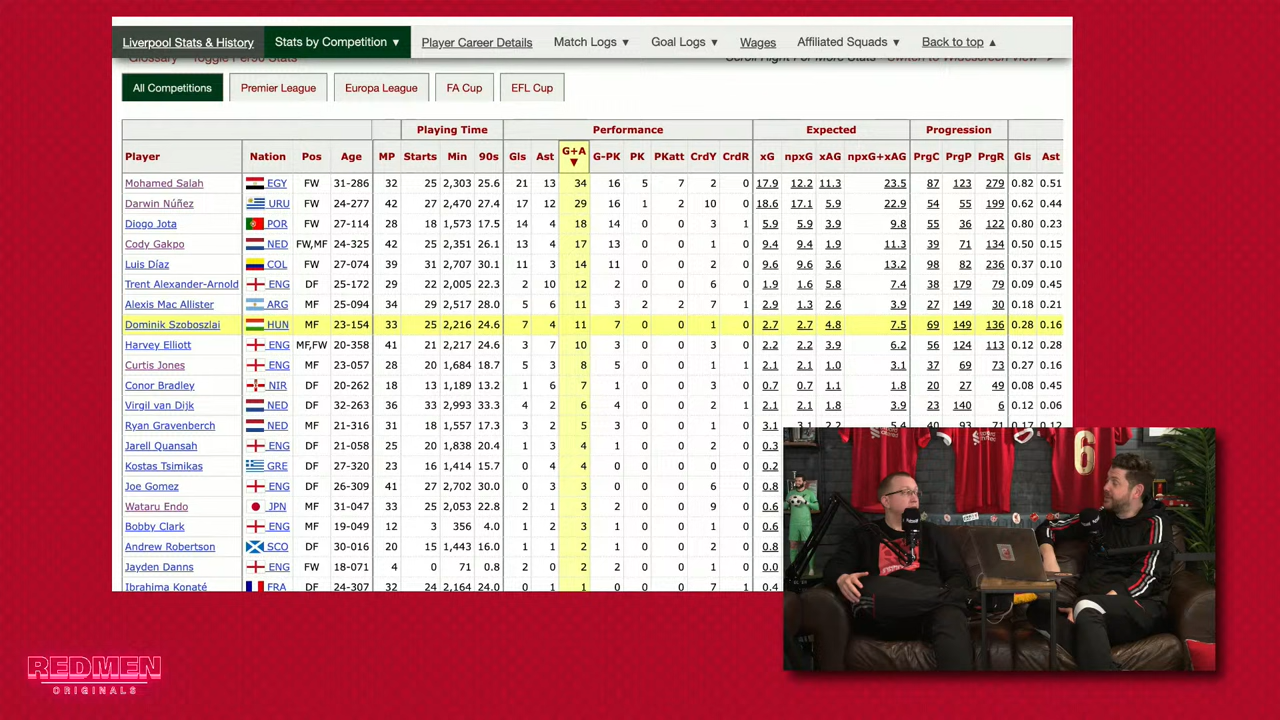 Liverpool Stats & History Stats by Competition ▼ Player Career Details Match Logs ▼ Goal Logs ▼ Wages Affiliated Squads ▼ Back to top ▲
All Competitions Premier League Europa League FA Cup EFL Cup
Playing Time Performance Expected Progression
Player Nation Pos Age MP Starts Min 90s Gls Ast G+A ▼ G-PK PK PKatt CrdY CrdR xG npxG xAG npxG+xAG PrgC PrgP PrgR Gls Ast
Mohamed Salah EGY FW 31-286 32 25 2,303 25.6 21 13 34 16 5 7 2 0 17.9 12.2 11.3 23.5 87 123 279 0.82 0.51
Darwin Núñez URU FW 24-277 42 27 2,470 27.4 17 12 29 16 1 2 10 0 18.6 17.1 5.9 22.9 54 55 199 0.62 0.44
Diogo Jota POR FW 27-114 28 18 1,573 17.5 14 4 18 14 0 0 3 1 5.9 5.9 3.9 9.8 36 36 122 0.80 0.23
Cody Gakpo NED FW,MF 24-325 42 25 2,351 26.1 13 4 17 13 0 0 1 0 9.4 9.4 1.9 11.3 39 71 134 0.50 0.15
Luis Díaz COL FW 27-074 39 31 2,707 30.1 11 3 14 11 0 0 2 0 9.6 9.6 3.6 13.2 98 82 236 0.37 0.10
Trent Alexander-Arnold ENG DF 25-172 29 22 2,005 22.3 2 10 12 2 0 0 6 0 1.9 1.6 5.8 7.4 38 179 79 0.09 0.45
Alexis Mac Allister ARG MF 25-094 34 29 2,517 28.0 6 5 11 3 2 2 7 0 2.9 1.3 2.6 3.9 27 149 30 0.18 0.21
Dominik Szoboszlai HUN MF 23-154 33 25 2,216 24.6 7 4 11 7 0 0 1 0 2.7 2.7 4.8 7.5 69 149 136 0.28 0.16
Harvey Elliott ENG MF,FW 20-358 41 21 2,217 24.6 3 7 10 3 0 0 2 0 2.2 2.2 3.9 6.2 56 124 113 0.12 0.28
Curtis Jones ENG MF 23-057 28 20 1,684 18.7 5 3 8 5 0 0 1 1 2.1 2.1 1.0 3.1 37 69 73 0.27 0.16
Conor Bradley NIR DF 20-262 18 13 1,189 13.2 1 6 7 1 0 0 3 0 0.7 0.7 1.1 1.8 20 27 49 0.08 0.45
Virgil van Dijk NED DF 32-263 36 33 2,993 33.3 4 2 6 4 0 0 2 1 2.1 2.1 1.8 3.9 23 140 6 0.12 0.06
Ryan Gravenberch NED MF 21-316 31 18 1,557 17.3 3 2 5 3 0 0 3 1 3.1 3.1 2.2 5.4 40 93 71 0.17 0.12
Jarell Quansah ENG DF 21-058 25 20 1,838 20.4 1 3 4 1 0 0 2 0 0.3
Kostas Tsimikas GRE DF 27-320 23 16 1,414 15.7 0 4 4 0 0 0 6 0 0.2
Joe Gomez ENG DF 26-309 41 27 2,702 30.0 0 3 3 0 0 0 6 0 0.8
Wataru Endo JPN MF 31-047 33 25 2,053 22.8 2 1 3 2 0 0 9 0 0.6
Bobby Clark ENG MF 19-049 12 3 356 4.0 1 2 3 1 0 0 0 0 0.6
Andrew Robertson SCO DF 30-016 20 15 1,443 16.0 1 1 2 1 0 0 2 0 0.8
Jayden Danns ENG FW 18-071 4 0 71 0.8 2 0 2 2 0 0 1 0 0.0
Ibrahima Konaté FRA DF 24-307 32 24 2,164 24.0 0 1 1 0 0 0 7 1 0.4
6
REDMEN
ORIGINALS